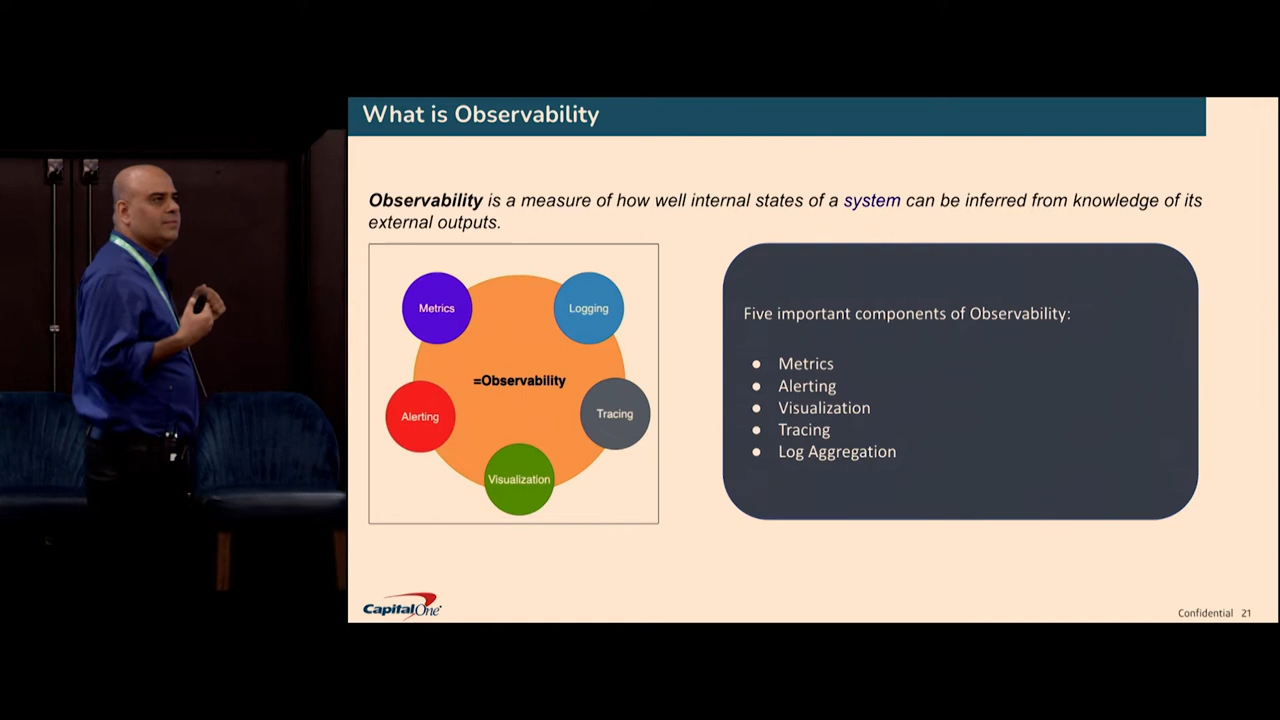 What is Observability
Observability is a measure of how well internal states of a system can be inferred from knowledge of its
external outputs.
Metrics
Logging
=Observability
Alerting
Tracing
Visualization
Five important components of Observability:
● Metrics
● Alerting
● Visualization
● Tracing
● Log Aggregation
CapitalOne
Confidential 21